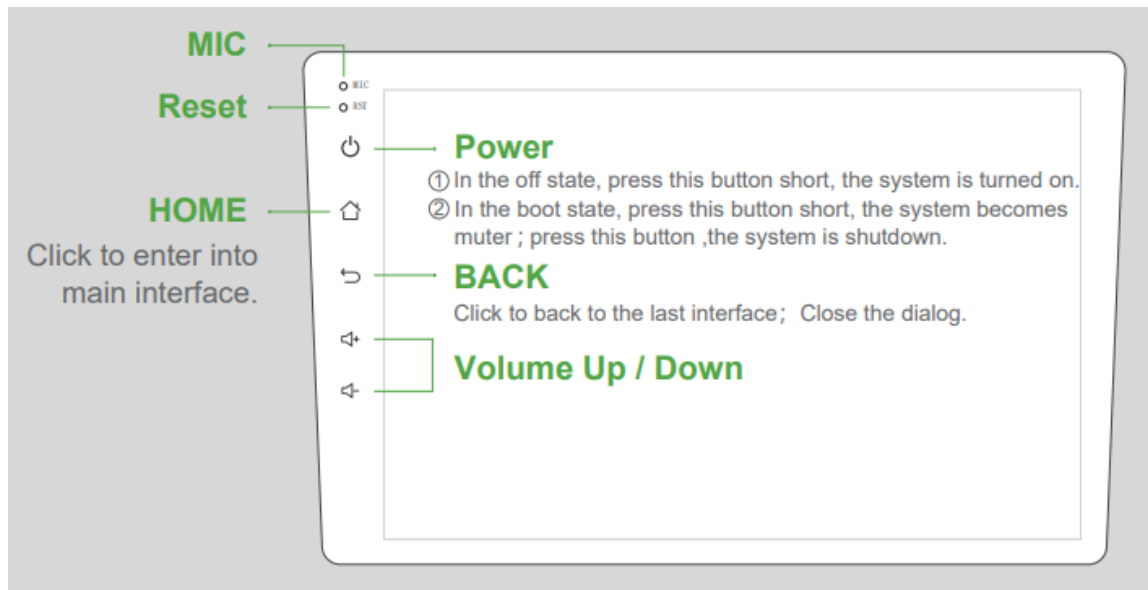 MIC
MIC
Reset
RST
Power
①In the off state, press this button short, the system is turned on.
②In the boot state, press this button short, the system becomes
muter ; press this button ,the system is shutdown.
HOME
Click to enter into
main interface.
BACK
Click to back to the last interface; Close the dialog.
Volume Up / Down